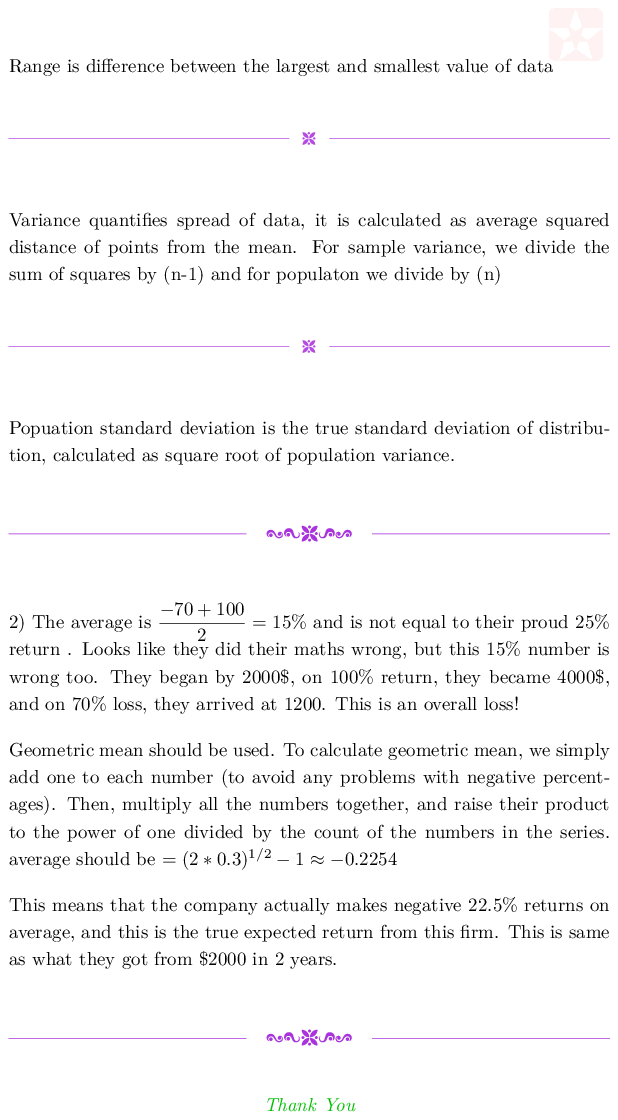 Range is difference between the largest and smallest value of data
Variance quantifies spread of data, it is calculated as average squared
distance of points from the mean. For sample variance, we divide the
sum of squares by (n-1) and for populaton we divide by (n)
Popuation standard deviation is the true standard deviation of distribu-
tion, calculated as square root of population variance.
2) The average is \frac{-70 + 100}{2} = 15% and is not equal to their proud 25%
return . Looks like they did their maths wrong, but this 15% number is
wrong too. They began by 2000$, on 100% return, they became 4000$,
and on 70% loss, they arrived at 1200. This is an overall loss!
Geometric mean should be used. To calculate geometric mean, we simply
add one to each number (to avoid any problems with negative percent-
ages). Then, multiply all the numbers together, and raise their product
to the power of one divided by the count of the numbers in the series.
average should be = (2 * 0.3)^{1/2} − 1 ≈ −0.2254
This means that the company actually makes negative 22.5% returns on
average, and this is the true expected return from this firm. This is same
as what they got from $2000 in 2 years.
Thank You